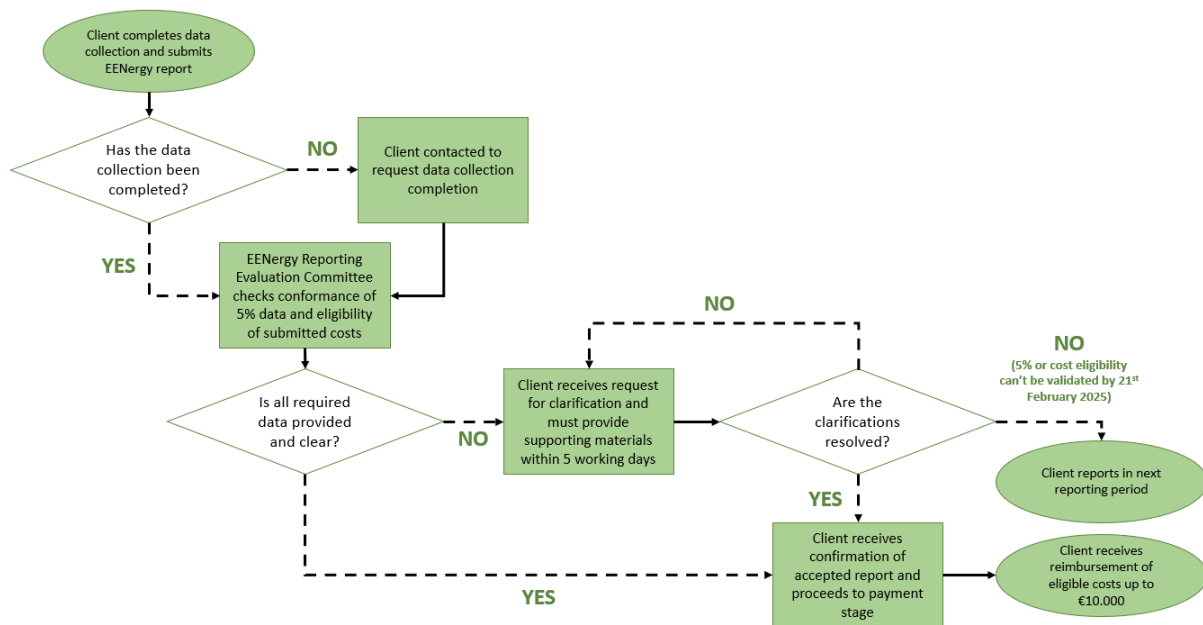 Client completes data
collection and submits
EENergy report
Has the data
collection been
completed?
NO
Client contacted to
request data collection
completion
YES
EENergy Reporting
Evaluation Committee
checks conformance of
5% data and eligibility
of submitted costs
Is all required
data provided
and clear?
NO
Client receives request
for clarification and
must provide
supporting materials
within 5 working days
NO
Are the
clarifications
resolved?
NO
(5% or cost eligibility
can't be validated by 21st
February 2025)
Client reports in next
reporting period
YES
YES
Client receives
confirmation of
accepted report and
proceeds to payment
stage
Client receives
reimbursement of
eligible costs up to
€10.000